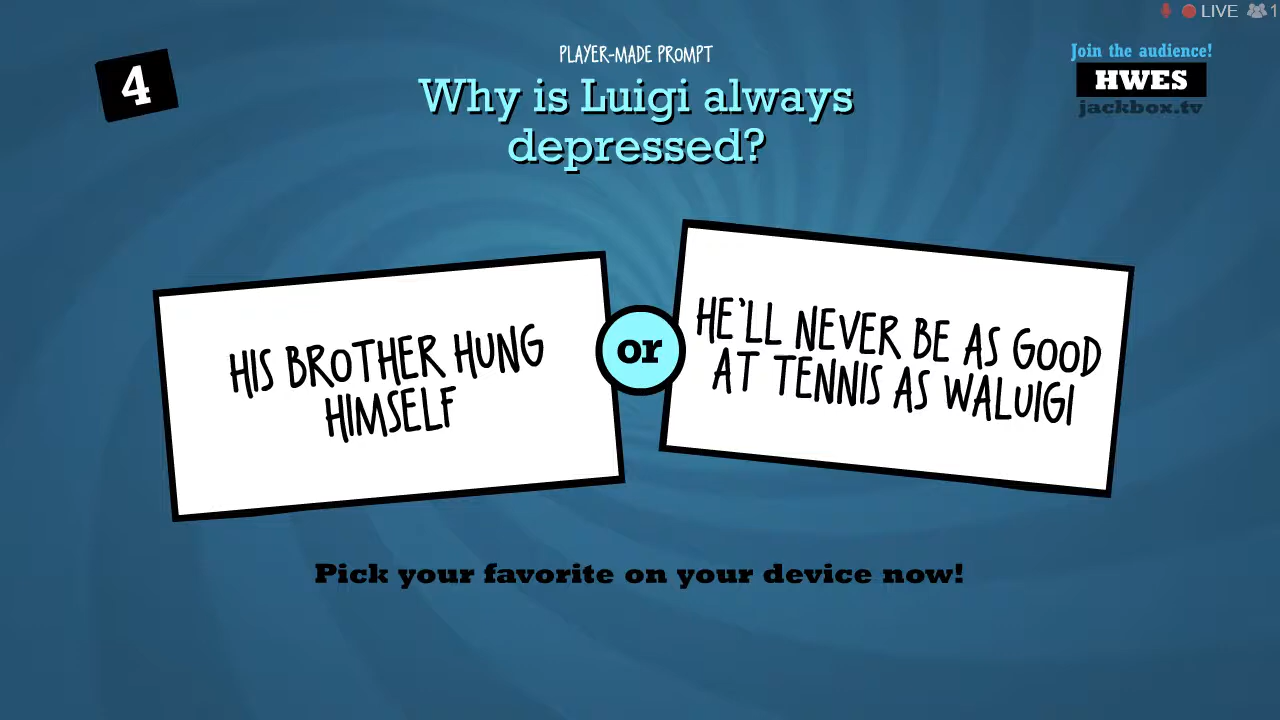 LIVE 1
4
PLAYER-MADE PROMPT
Why is Luigi always
depressed?
Join the audience!
HWES
jackbox.tv
HIS BROTHER HUNG
HIMSELF
or
HE'LL NEVER BE AS GOOD
AT TENNIS AS WALUIGI
Pick your favorite on your device now!